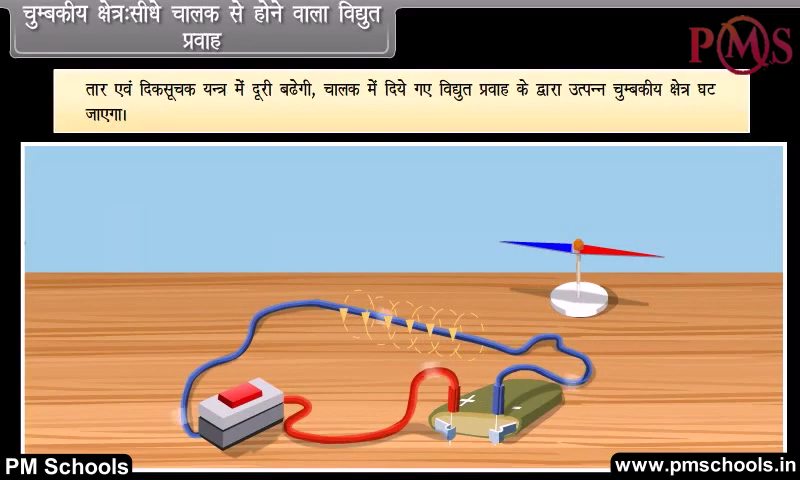 चुम्बकीय क्षेत्र:सीधे चालक से होने वाला विद्युत
प्रवाह
PMS
तार एवं दिकसूचक यन्त्र में दूरी बढेगी, चालक में दिये गए विद्युत प्रवाह के द्वारा उत्पन्न चुम्बकीय क्षेत्र घट
जाएगा।
+ -
PM Schools
www.pmschools.in